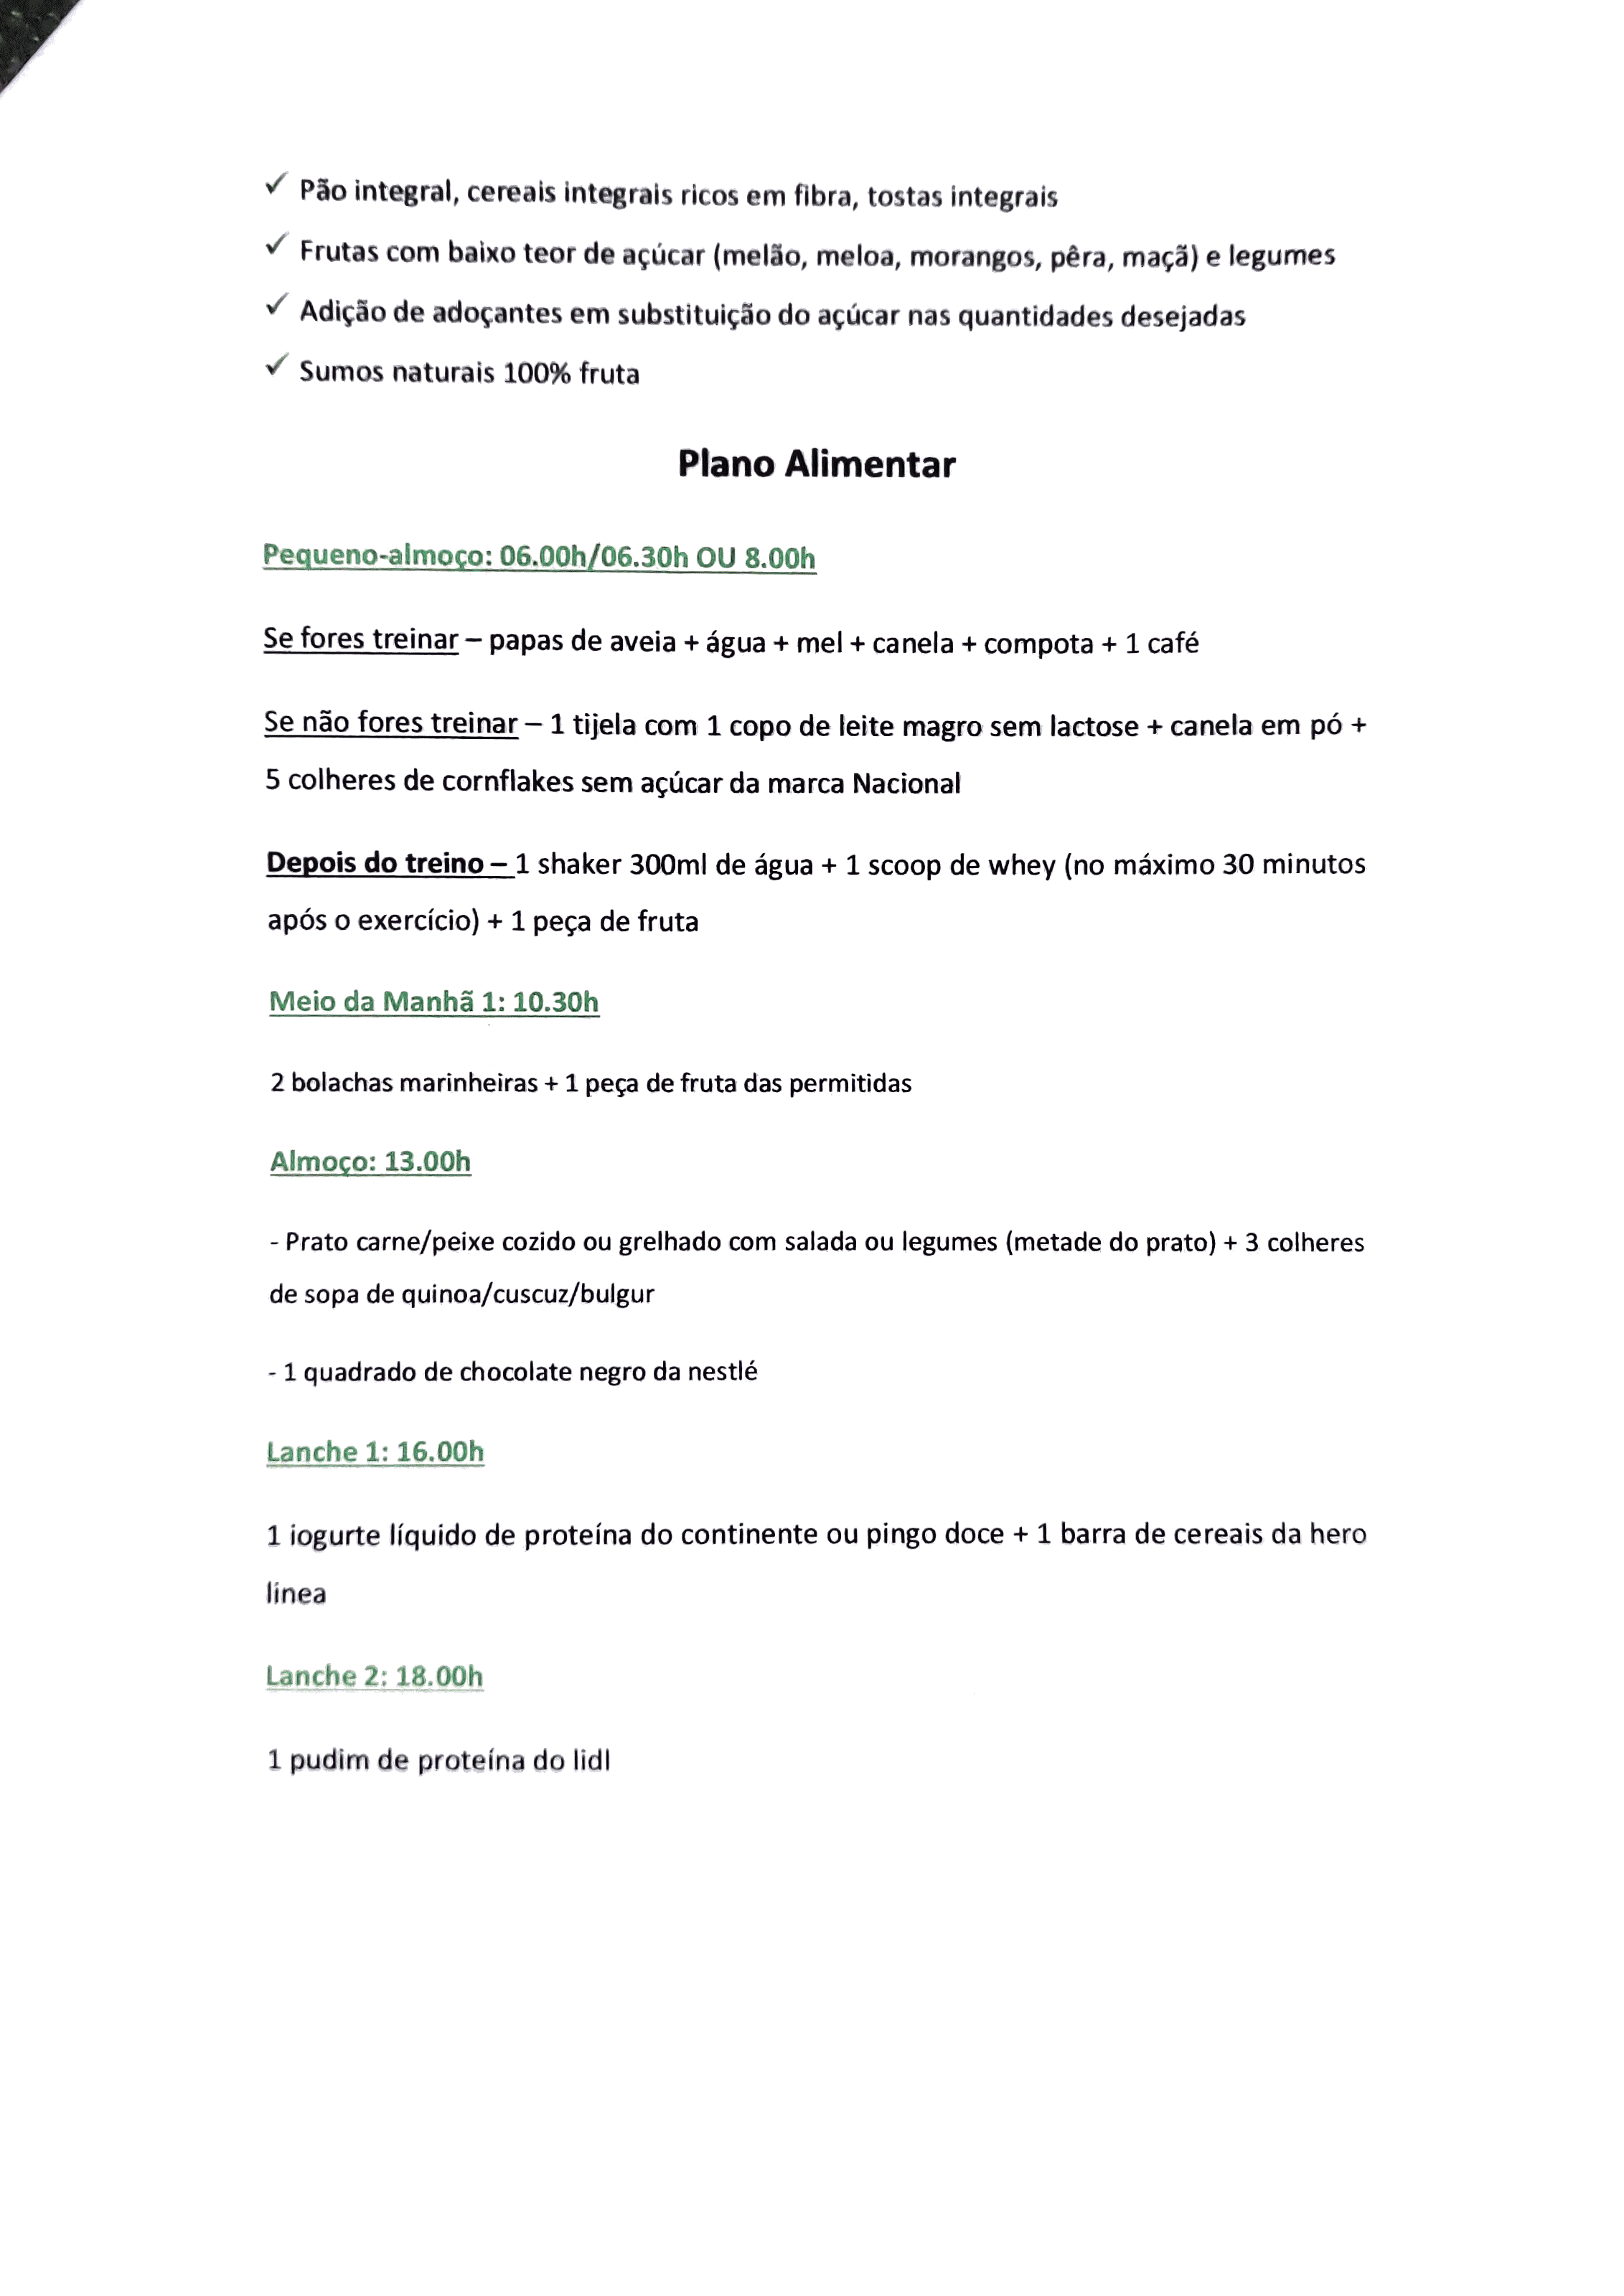 ✓ Pão integral, cereais integrais ricos em fibra, tostas integrais
✓ Frutas com baixo teor de açúcar (melão, meloa, morangos, pêra, maçã) e legumes
✓ Adição de adoçantes em substituição do açúcar nas quantidades desejadas
✓ Sumos naturais 100% fruta
Plano Alimentar
Pequeno-almoço: 06.00h/06.30h OU 8.00h
Se fores treinar – papas de aveia + água + mel + canela + compota + 1 café
Se não fores treinar – 1 tijela com 1 copo de leite magro sem lactose + canela em pó +
5 colheres de cornflakes sem açúcar da marca Nacional
Depois do treino – 1 shaker 300ml de água + 1 scoop de whey (no máximo 30 minutos
após o exercício) + 1 peça de fruta
Meio da Manhã 1: 10.30h
2 bolachas marinheiras + 1 peça de fruta das permitidas
Almoço: 13.00h
- Prato carne/peixe cozido ou grelhado com salada ou legumes (metade do prato) + 3 colheres
de sopa de quinoa/cuscuz/bulgur
- 1 quadrado de chocolate negro da nestlé
Lanche 1: 16.00h
1 iogurte líquido de proteína do continente ou pingo doce + 1 barra de cereais da hero
línea
Lanche 2: 18.00h
1 pudim de proteína do lidl